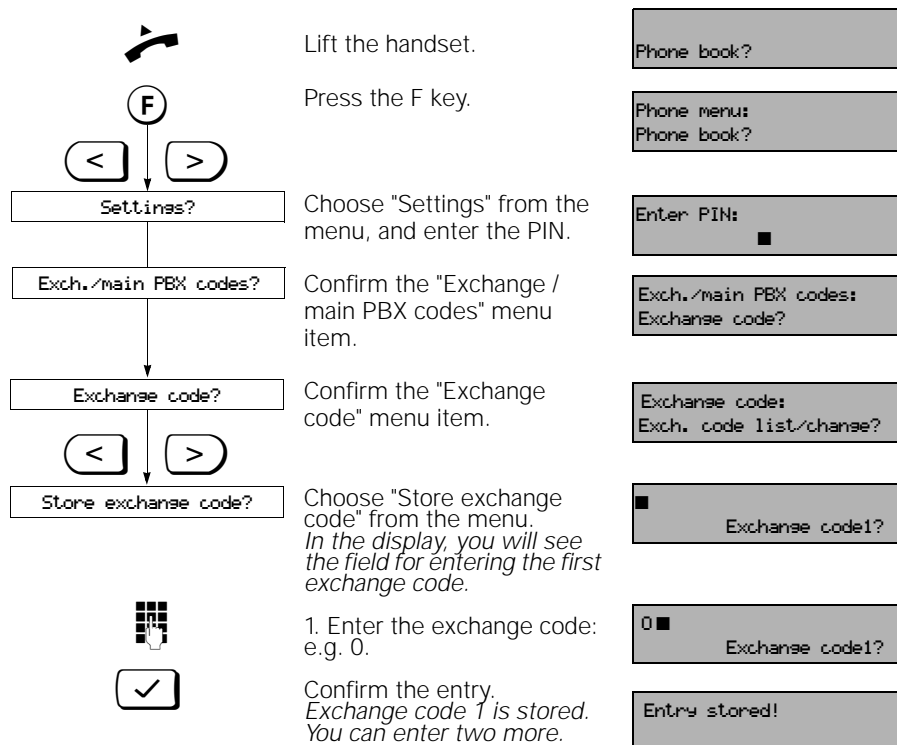 Lift the handset.
Phone book?
F
Press the F key.
Phone menu:
Phone book?
< >
Settings?
Choose "Settings" from the
menu, and enter the PIN.
Enter PIN:
Exch./main PBX codes?
Confirm the "Exchange /
main PBX codes" menu
item.
Exch./main PBX codes:
Exchange code?
Exchange code?
Confirm the "Exchange
code" menu item.
Exchange code:
Exch. code list/change?
< >
Store exchange code?
Choose "Store exchange
code" from the menu.
In the display, you will see
the field for entering the first
exchange code.
Exchange code1?
1. Enter the exchange code:
e.g. 0.
0
Exchange code1?
Confirm the entry.
Exchange code 1 is stored.
You can enter two more.
Entry stored!